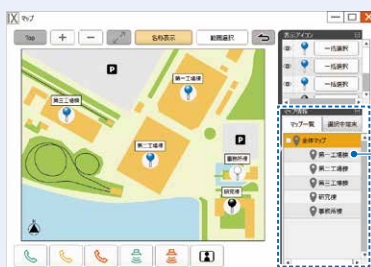 マップ
Top
名称表示
範囲選択
表示アイコン
一括選択
一括選択
一括選択
P
第一工場棟
第三工場棟
第二工場棟
P
事務所棟
研究棟
マップ一覧
選択中端末
全体マップ
第一工場棟
第二工場棟
第三工場棟
研究棟
事務所棟